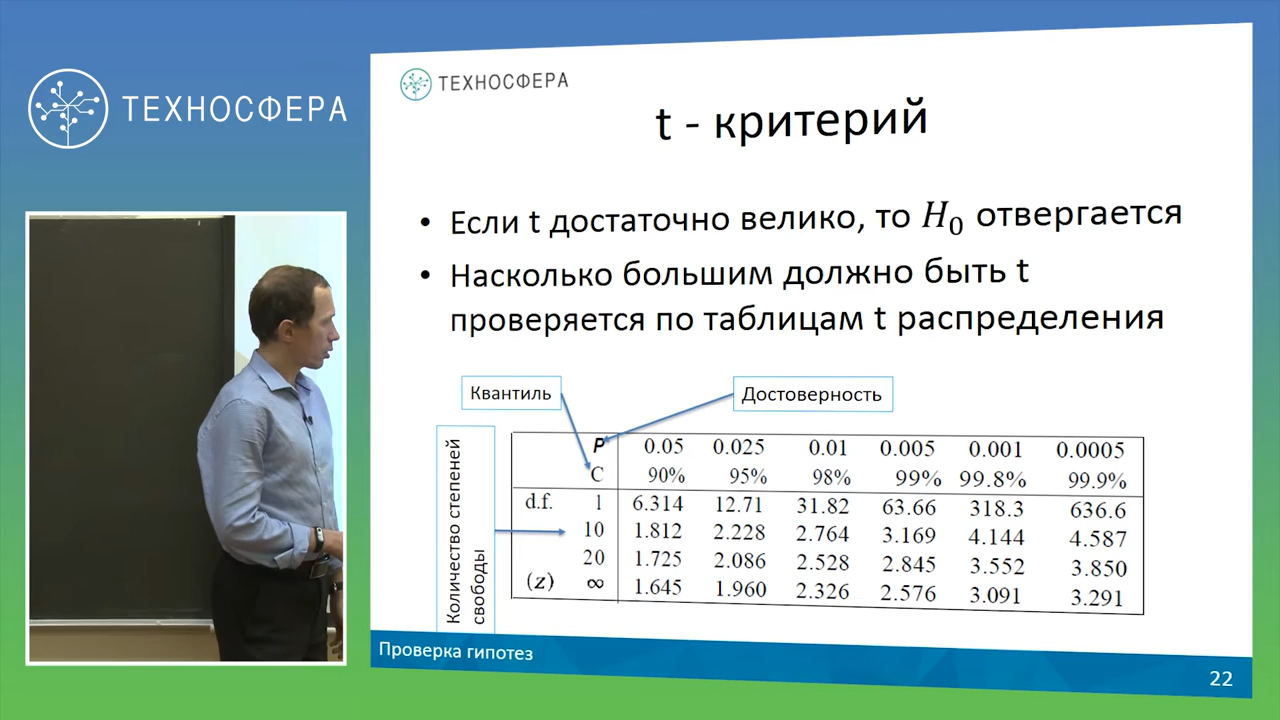 ТЕХНОСФЕРА
ТЕХНОСФЕРА
t - критерий
• Если t достаточно велико, то H₀ отвергается
• Насколько большим должно быть t
проверяется по таблицам t распределения
Квантиль
Достоверность
Количество степеней
свободы
P 0.05 0.025 0.01 0.005 0.001 0.0005
C 90% 95% 98% 99% 99.8% 99.9%
d.f. 1 6.314 12.71 31.82 63.66 318.3 636.6
10 1.812 2.228 2.764 3.169 4.144 4.587
20 1.725 2.086 2.528 2.845 3.552 3.850
(z) ∞ 1.645 1.960 2.326 2.576 3.091 3.291
Проверка гипотез
22